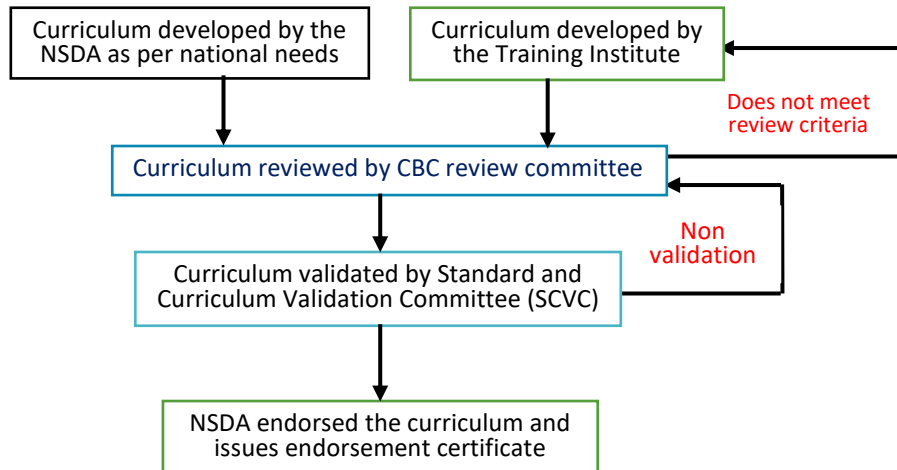 Curriculum developed by the
NSDA as per national needs
Curriculum developed by
the Training Institute
Does not meet
review criteria
Curriculum reviewed by CBC review committee
Non
validation
Curriculum validated by Standard and
Curriculum Validation Committee (SCVC)
NSDA endorsed the curriculum and
issues endorsement certificate